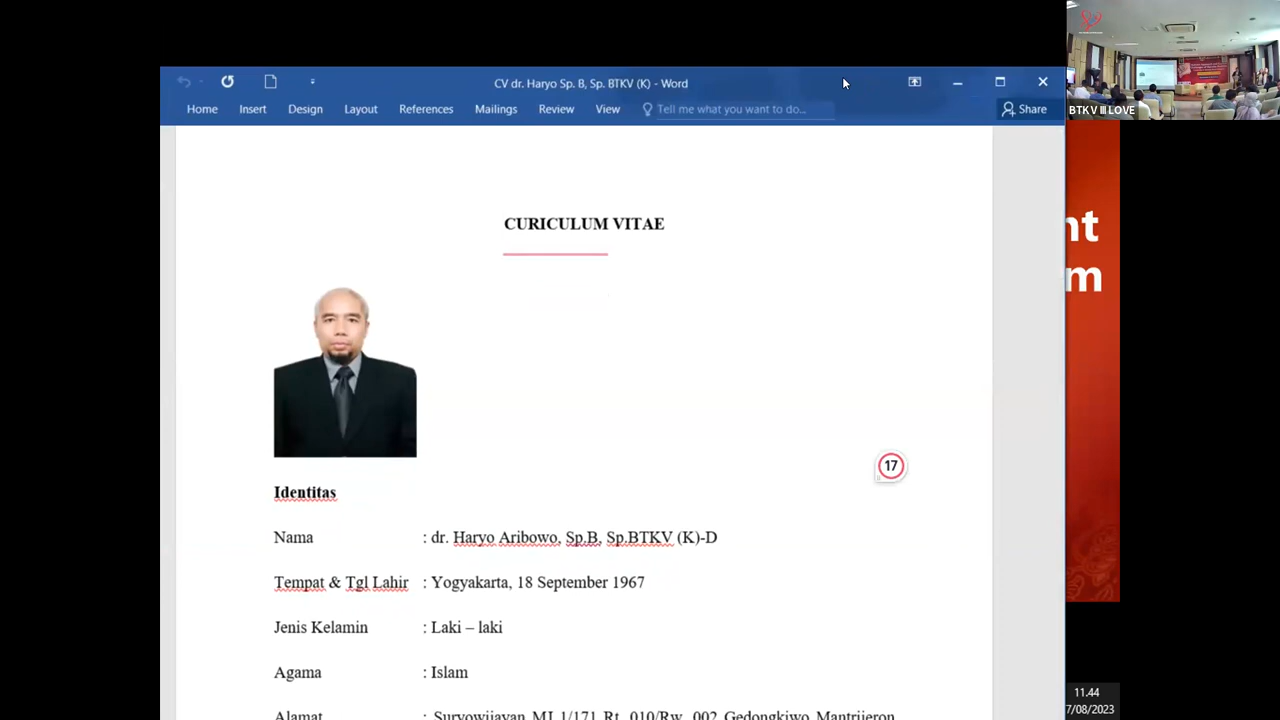 CV dr. Haryo Sp. B, Sp. BTKV (K) - Word
Home Insert Design Layout References Mailings Review View Tell me what you want to do... Share
BTKV III LOVE
CURICULUM VITAE
nt
m
17
Identitas
Nama : dr. Haryo Aribowo, Sp.B, Sp.BTKV (K)-D
Tempat & Tgl Lahir : Yogyakarta, 18 September 1967
Jenis Kelamin : Laki – laki
Agama : Islam
Alamat : Suryowijayan MJ 1/171 Rt. 010/Rw. 002 Gedongkiwo Mantrijeron
11.44
7/08/2023